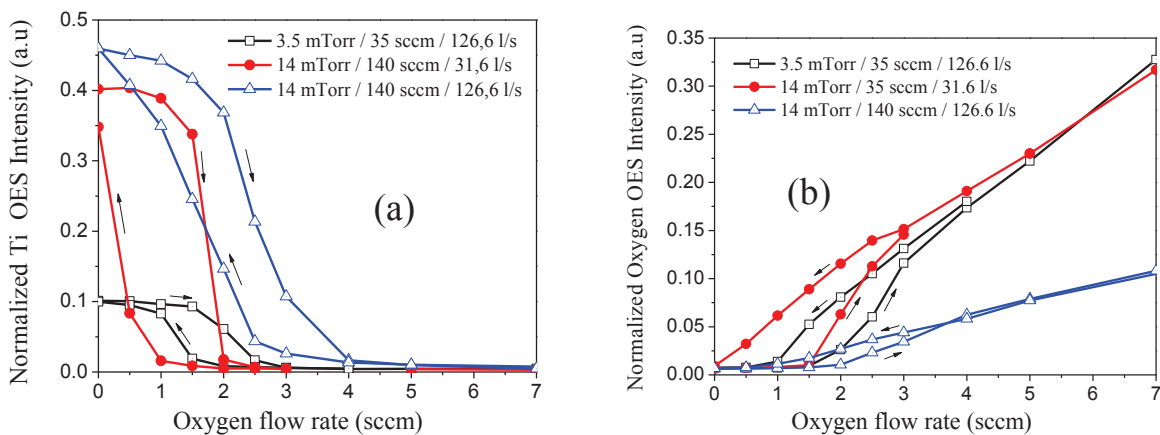 Normalized Ti OES Intensity (a.u)
0.5
0.4
0.3
0.2
0.1
0.0
3.5 mTorr / 35 sccm / 126,6 l/s
14 mTorr / 140 sccm / 31,6 l/s
14 mTorr / 140 sccm / 126,6 l/s
(a)
0 1 2 3 4 5 6 7
Oxygen flow rate (sccm)
Normalized Oxygen OES Intensity (a.u)
0.35
0.30
0.25
0.20
0.15
0.10
0.05
0.00
3.5 mTorr / 35 sccm / 126.6 l/s
14 mTorr / 35 sccm / 31.6 l/s
14 mTorr / 140 sccm / 126.6 l/s
(b)
0 1 2 3 4 5 6 7
Oxygen flow rate (sccm)